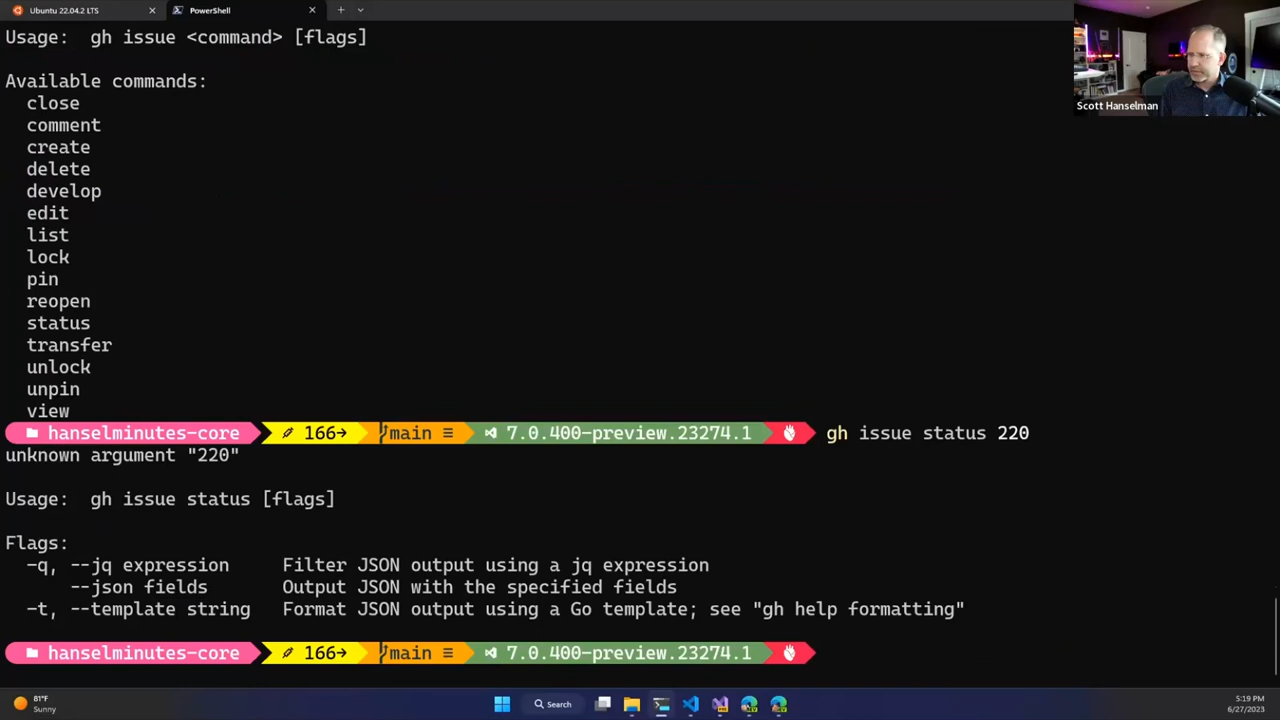 Ubuntu 22.04.2 LTS
PowerShell
Usage:  gh issue <command> [flags]
Scott Hanselman
Available commands:
close
comment
create
delete
develop
edit
list
lock
pin
reopen
status
transfer
unlock
unpin
view
hanselminutes-core 166→ main ≡ 7.0.400-preview.23274.1 gh issue status 220
unknown argument "220"
Usage:  gh issue status [flags]
Flags:
-q, --jq expression     Filter JSON output using a jq expression
--json fields       Output JSON with the specified fields
-t, --template string   Format JSON output using a Go template; see "gh help formatting"
hanselminutes-core 166→ main ≡ 7.0.400-preview.23274.1
81°F
Sunny
Search
5:19 PM
6/27/2023